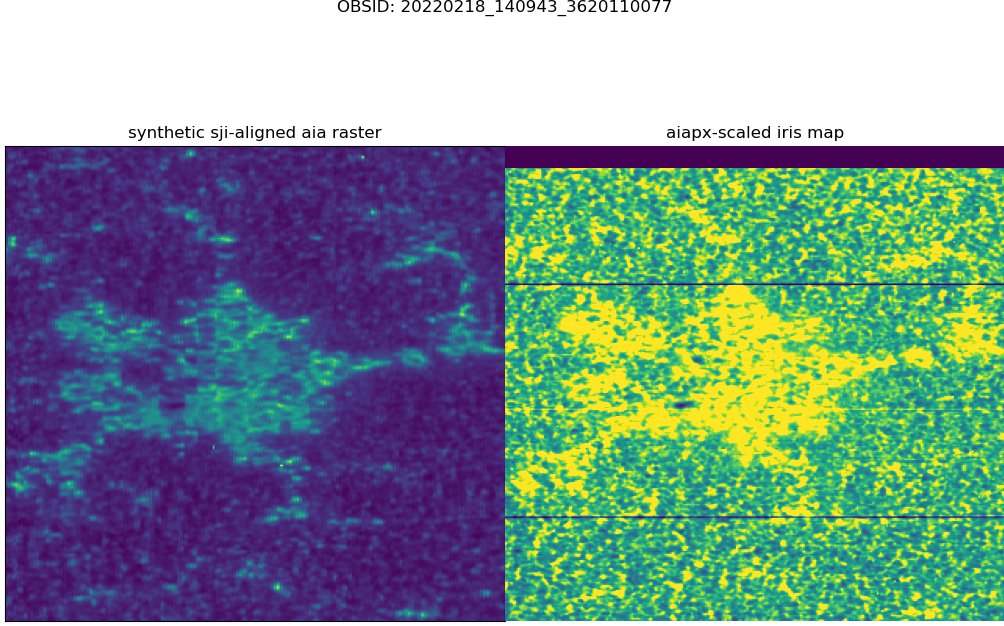 OBSID: 20220218_140943_3620110077
synthetic sji-aligned aia raster
aiapx-scaled iris map